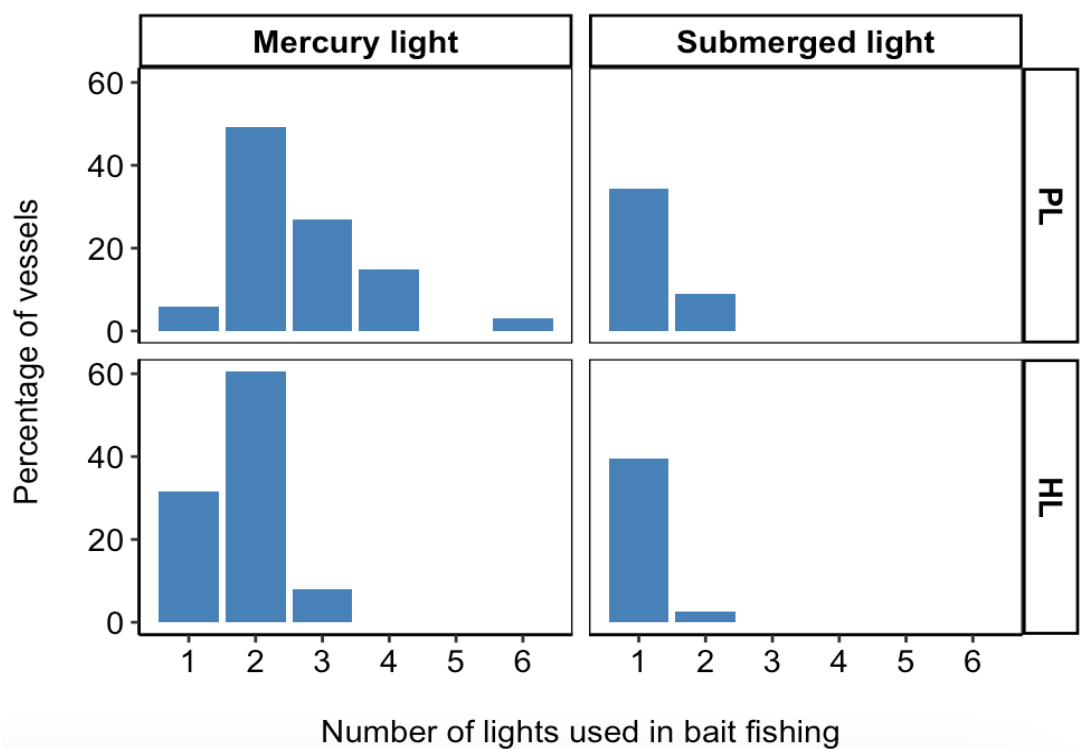 Mercury light
Submerged light
60
40
20
0
PL
60
40
20
0
HL
Percentage of vessels
1 2 3 4 5 6
1 2 3 4 5 6
Number of lights used in bait fishing